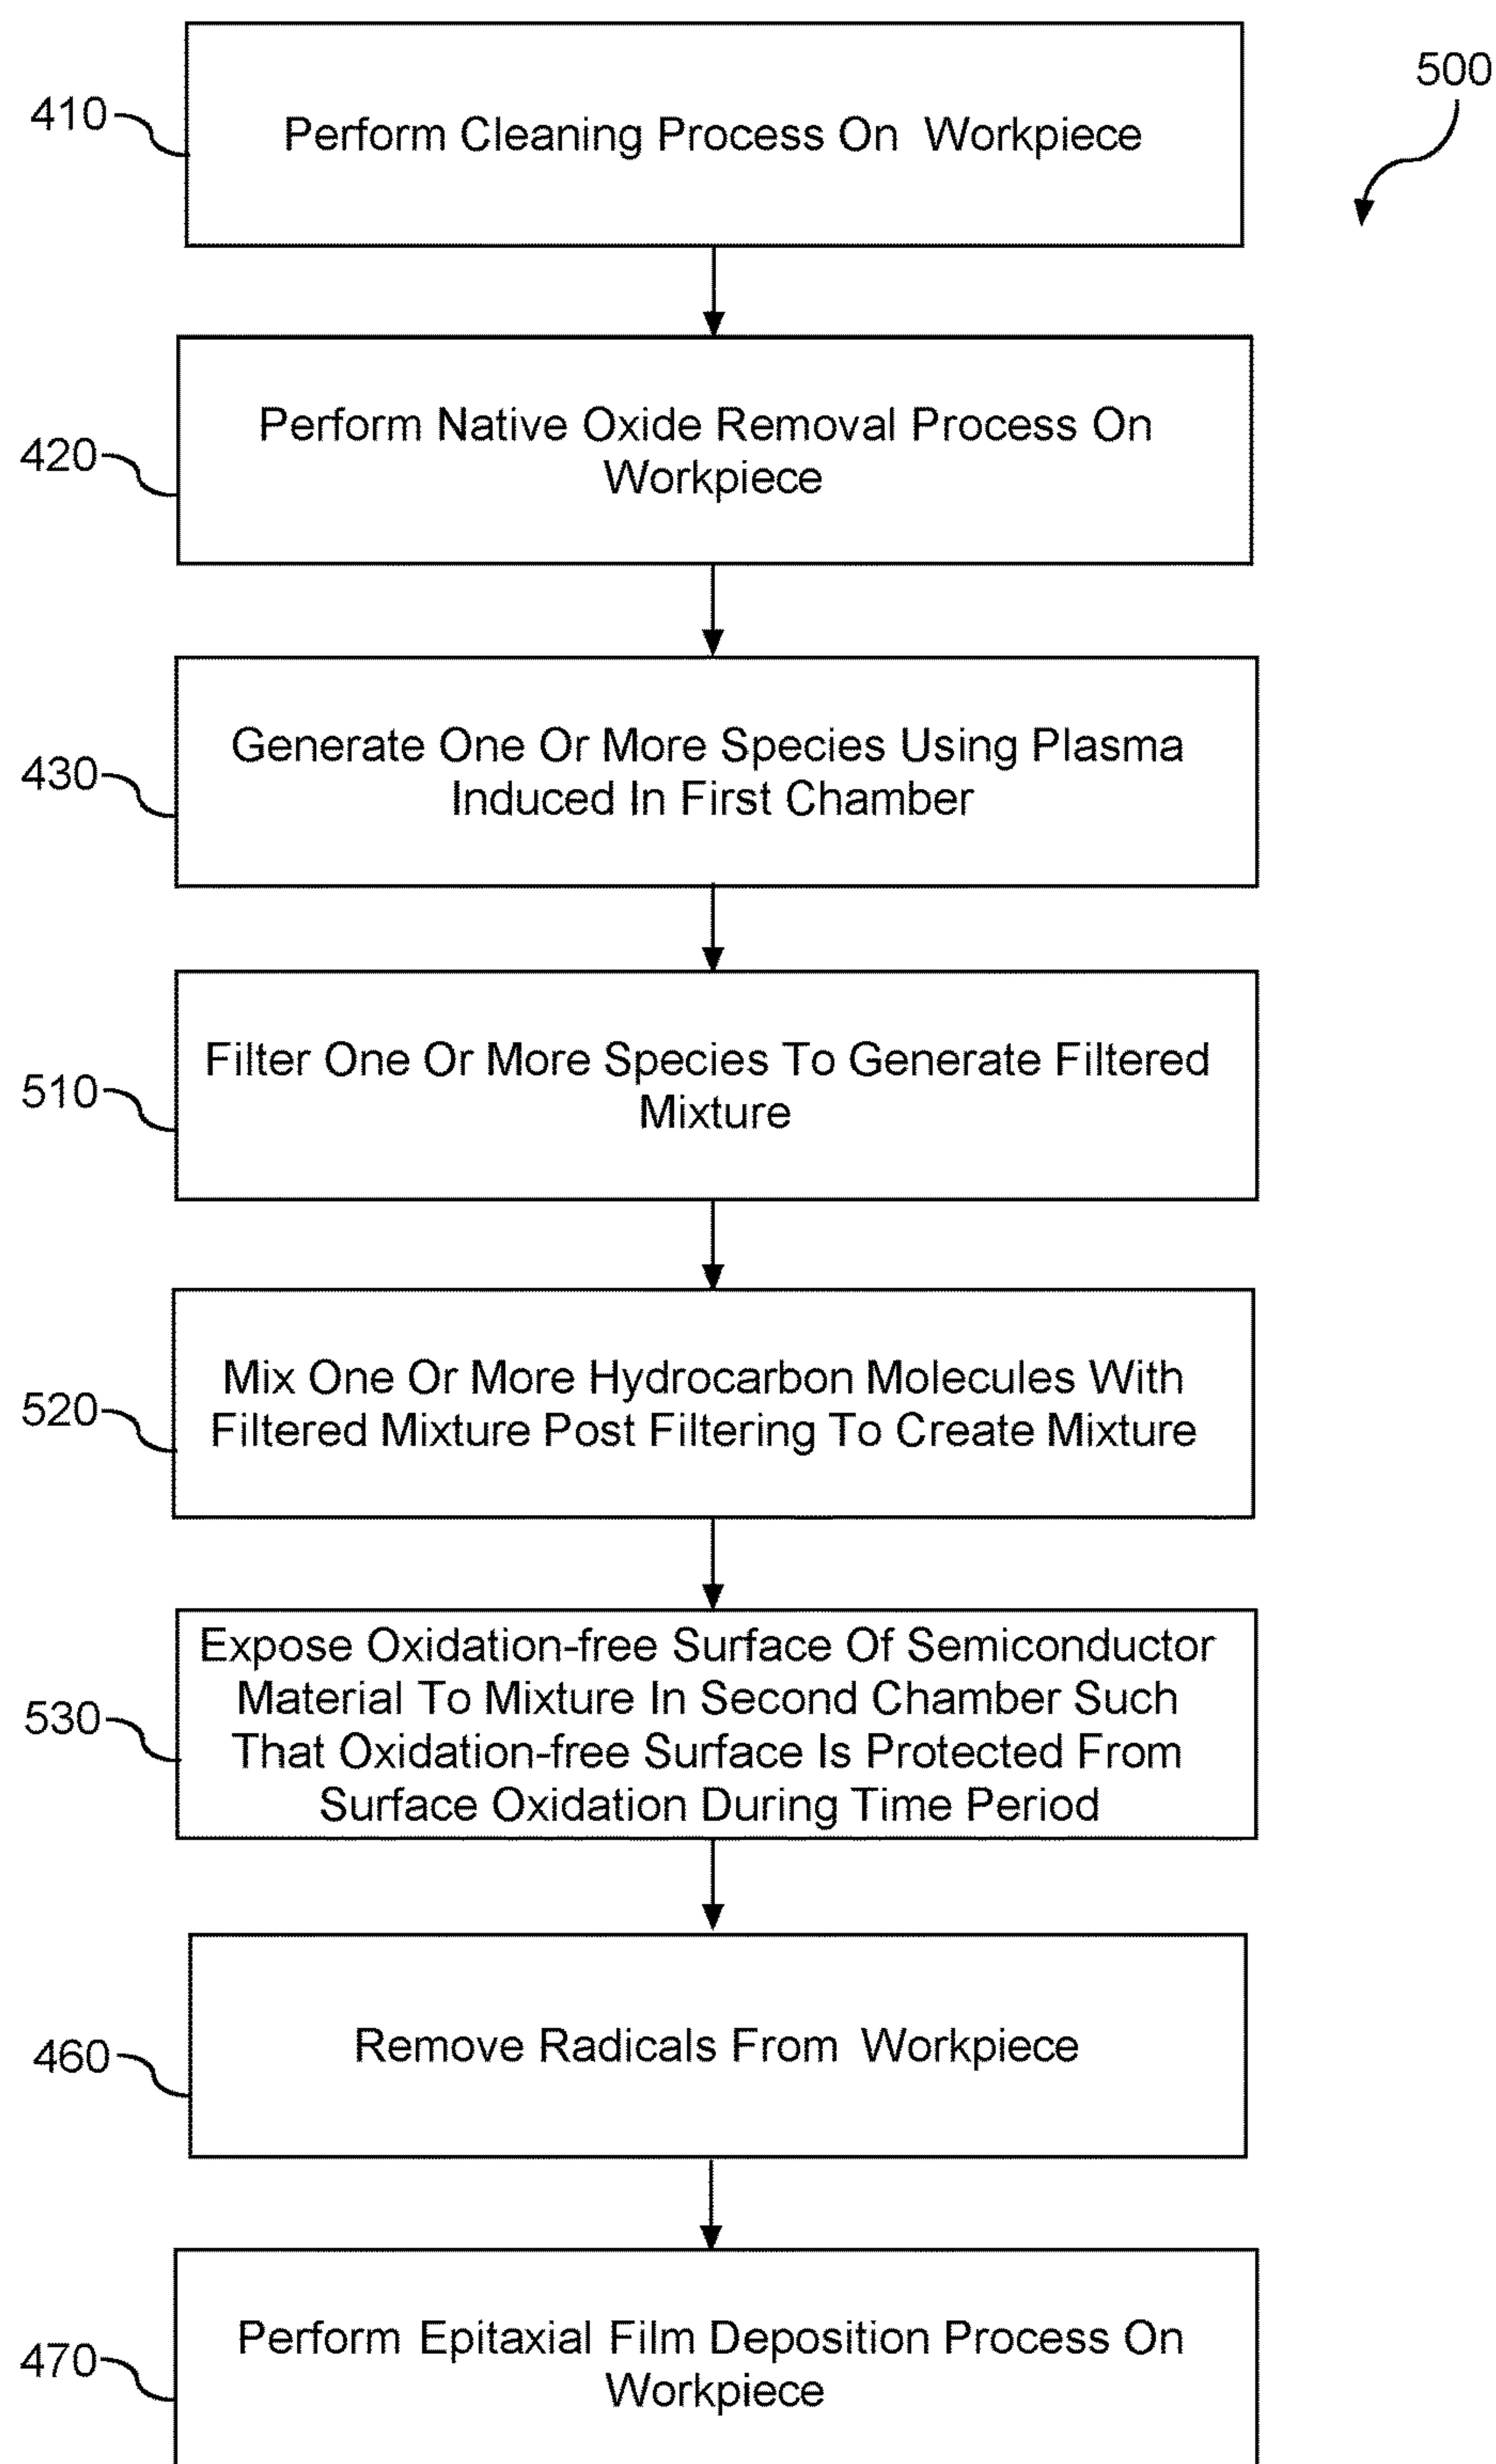 500
410
Perform Cleaning Process On Workpiece
420
Perform Native Oxide Removal Process On
Workpiece
430
Generate One Or More Species Using Plasma
Induced In First Chamber
510
Filter One Or More Species To Generate Filtered
Mixture
520
Mix One Or More Hydrocarbon Molecules With
Filtered Mixture Post Filtering To Create Mixture
530
Expose Oxidation-free Surface Of Semiconductor
Material To Mixture In Second Chamber Such
That Oxidation-free Surface Is Protected From
Surface Oxidation During Time Period
460
Remove Radicals From Workpiece
470
Perform Epitaxial Film Deposition Process On
Workpiece